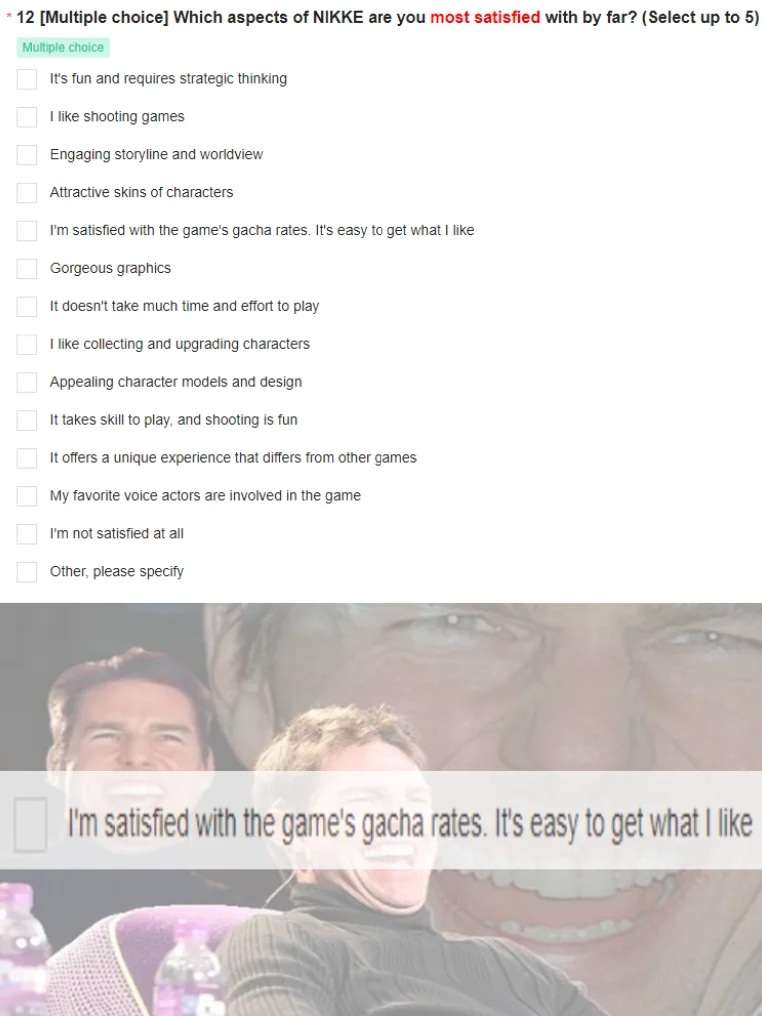 * 12 [Multiple choice] Which aspects of NIKKE are you most satisfied with by far? (Select up to 5)
Multiple choice
It's fun and requires strategic thinking
I like shooting games
Engaging storyline and worldview
Attractive skins of characters
I'm satisfied with the game's gacha rates. It's easy to get what I like
Gorgeous graphics
It doesn't take much time and effort to play
I like collecting and upgrading characters
Appealing character models and design
It takes skill to play, and shooting is fun
It offers a unique experience that differs from other games
My favorite voice actors are involved in the game
I'm not satisfied at all
Other, please specify
I'm satisfied with the game's gacha rates. It's easy to get what I like